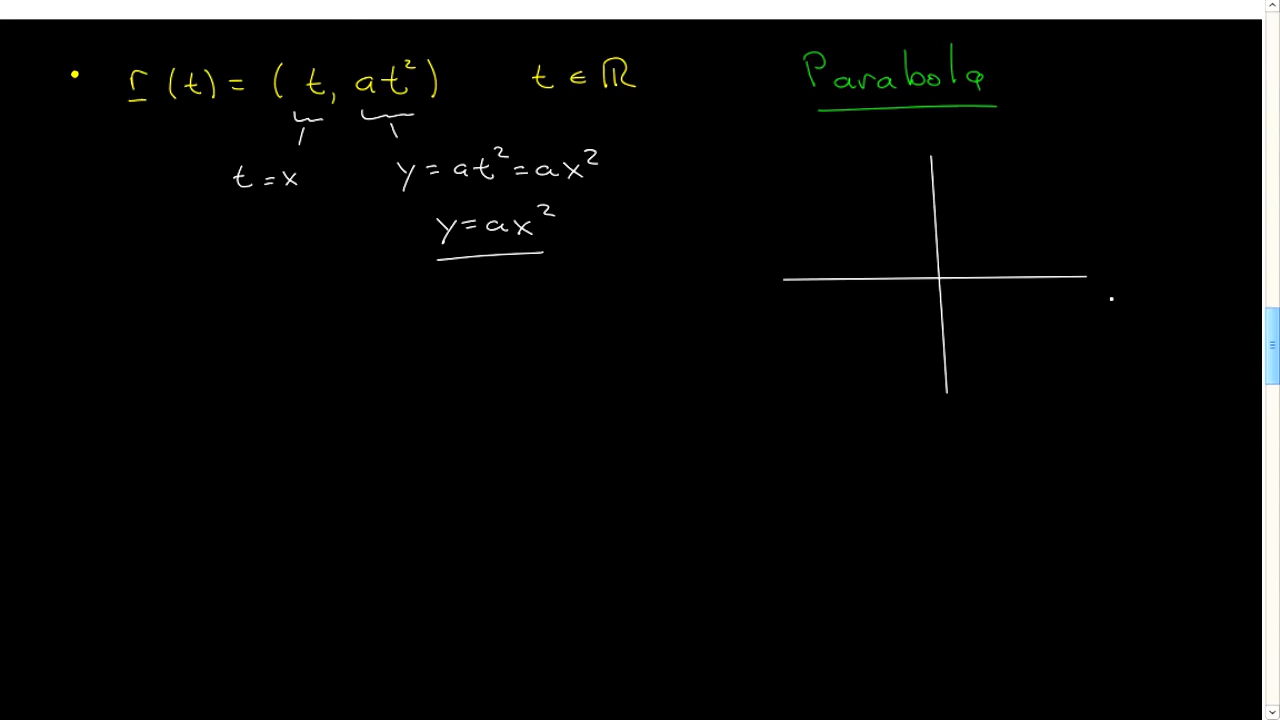 • r(t) = (t, at²) t ∈ ℝ
Parabola
t = x y = at² = ax²
y = ax²